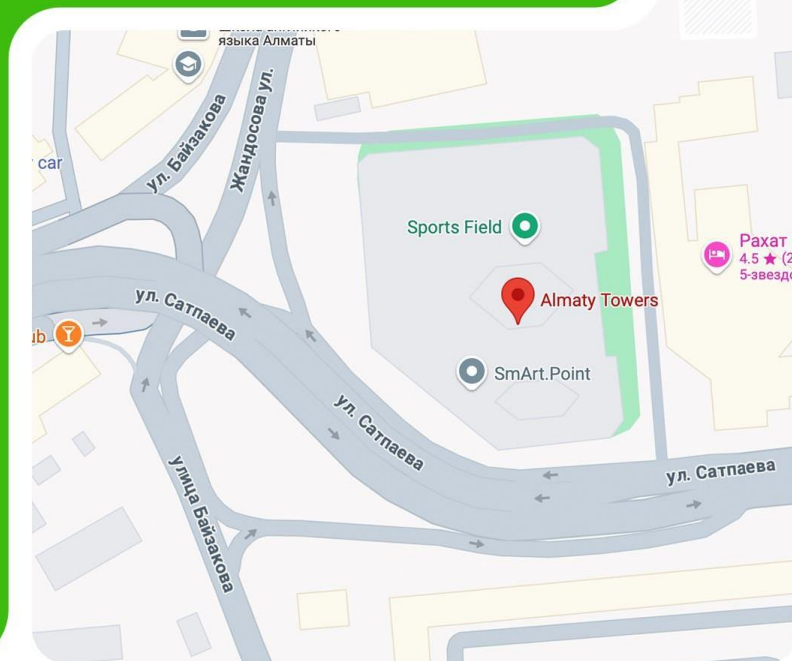 языка Алматы
ул. Байзакова
Жандосова ул.
car
Sports Field
Рахат
4.5 ★ (2
5-звездо
Almaty Towers
ул. Сатпаева
ub
SmArt.Point
ул. Сатпаева
ул. Сатпаева
улица Байзакова